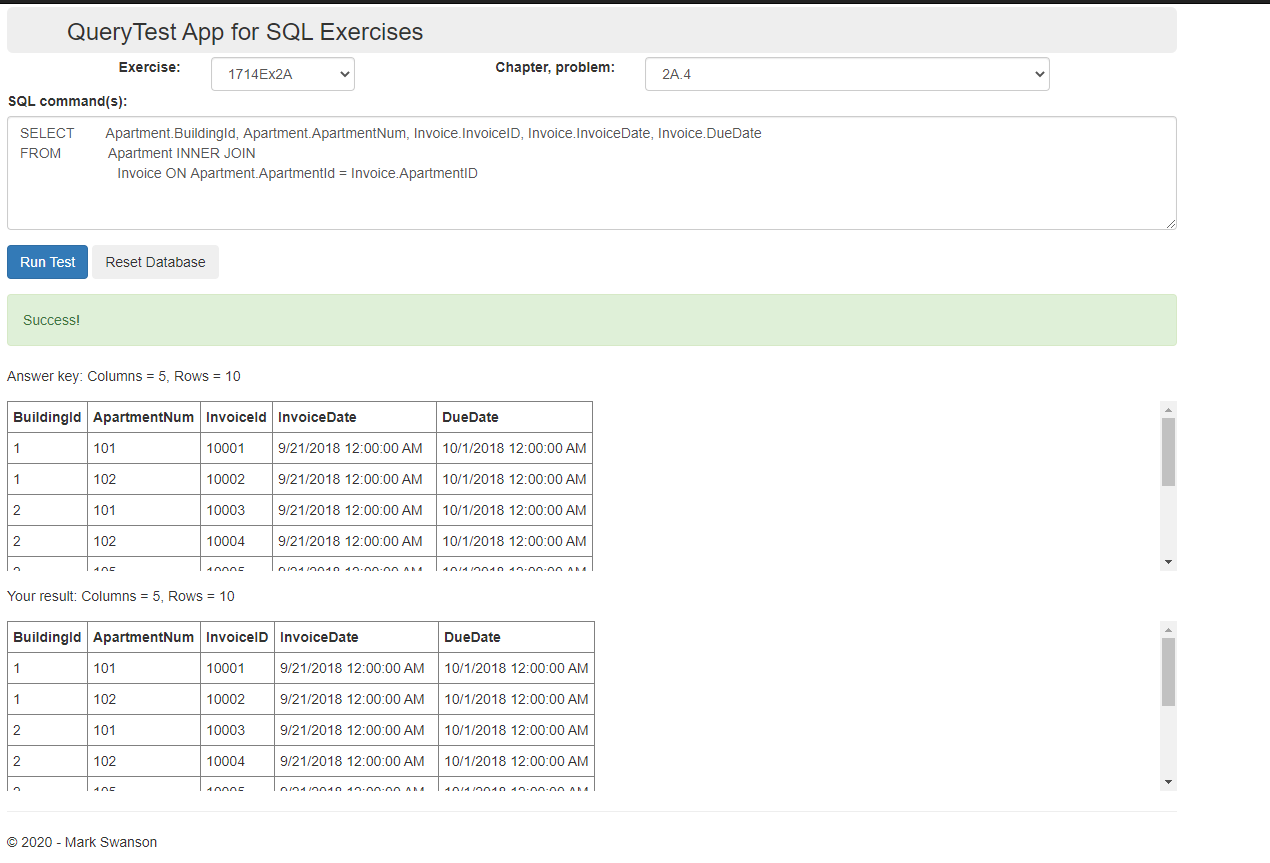 QueryTest App for SQL Exercises
Exercise: 1714Ex2A Chapter, problem: 2A.4
SQL command(s):
SELECT Apartment.BuildingId, Apartment.ApartmentNum, Invoice.InvoiceID, Invoice.InvoiceDate, Invoice.DueDate
FROM Apartment INNER JOIN
Invoice ON Apartment.ApartmentId = Invoice.ApartmentID
Run Test Reset Database
Success!
Answer key: Columns = 5, Rows = 10
BuildingId ApartmentNum InvoiceId InvoiceDate DueDate
1 101 10001 9/21/2018 12:00:00 AM 10/1/2018 12:00:00 AM
1 102 10002 9/21/2018 12:00:00 AM 10/1/2018 12:00:00 AM
2 101 10003 9/21/2018 12:00:00 AM 10/1/2018 12:00:00 AM
2 102 10004 9/21/2018 12:00:00 AM 10/1/2018 12:00:00 AM
Your result: Columns = 5, Rows = 10
BuildingId ApartmentNum InvoiceID InvoiceDate DueDate
1 101 10001 9/21/2018 12:00:00 AM 10/1/2018 12:00:00 AM
1 102 10002 9/21/2018 12:00:00 AM 10/1/2018 12:00:00 AM
2 101 10003 9/21/2018 12:00:00 AM 10/1/2018 12:00:00 AM
2 102 10004 9/21/2018 12:00:00 AM 10/1/2018 12:00:00 AM
© 2020 - Mark Swanson